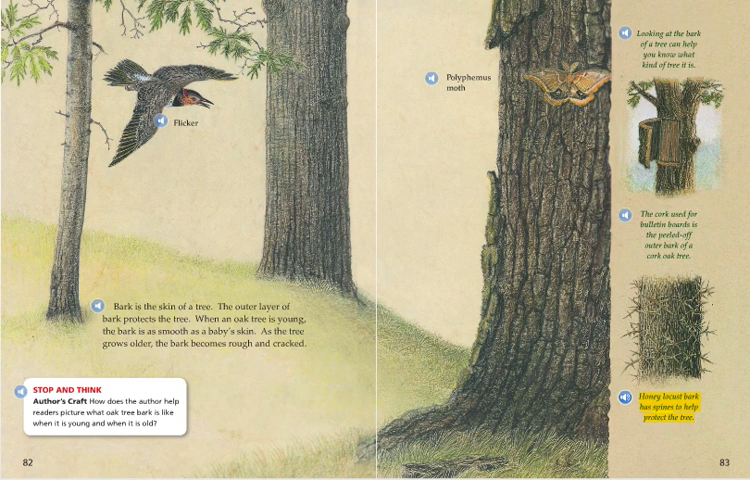 Flicker
Bark is the skin of a tree. The outer layer of
bark protects the tree. When an oak tree is young,
the bark is as smooth as a baby's skin. As the tree
grows older, the bark becomes rough and cracked.
STOP AND THINK
Author's Craft How does the author help
readers picture what oak tree bark is like
when it is young and when it is old?
82
Polyphemus
moth
Looking at the bark
of a tree can help
you know what
kind of tree it is.
The cork used for
bulletin boards is
the peeled-off
outer bark of a
cork oak tree.
Honey locust bark
has spines to help
protect the tree.
83